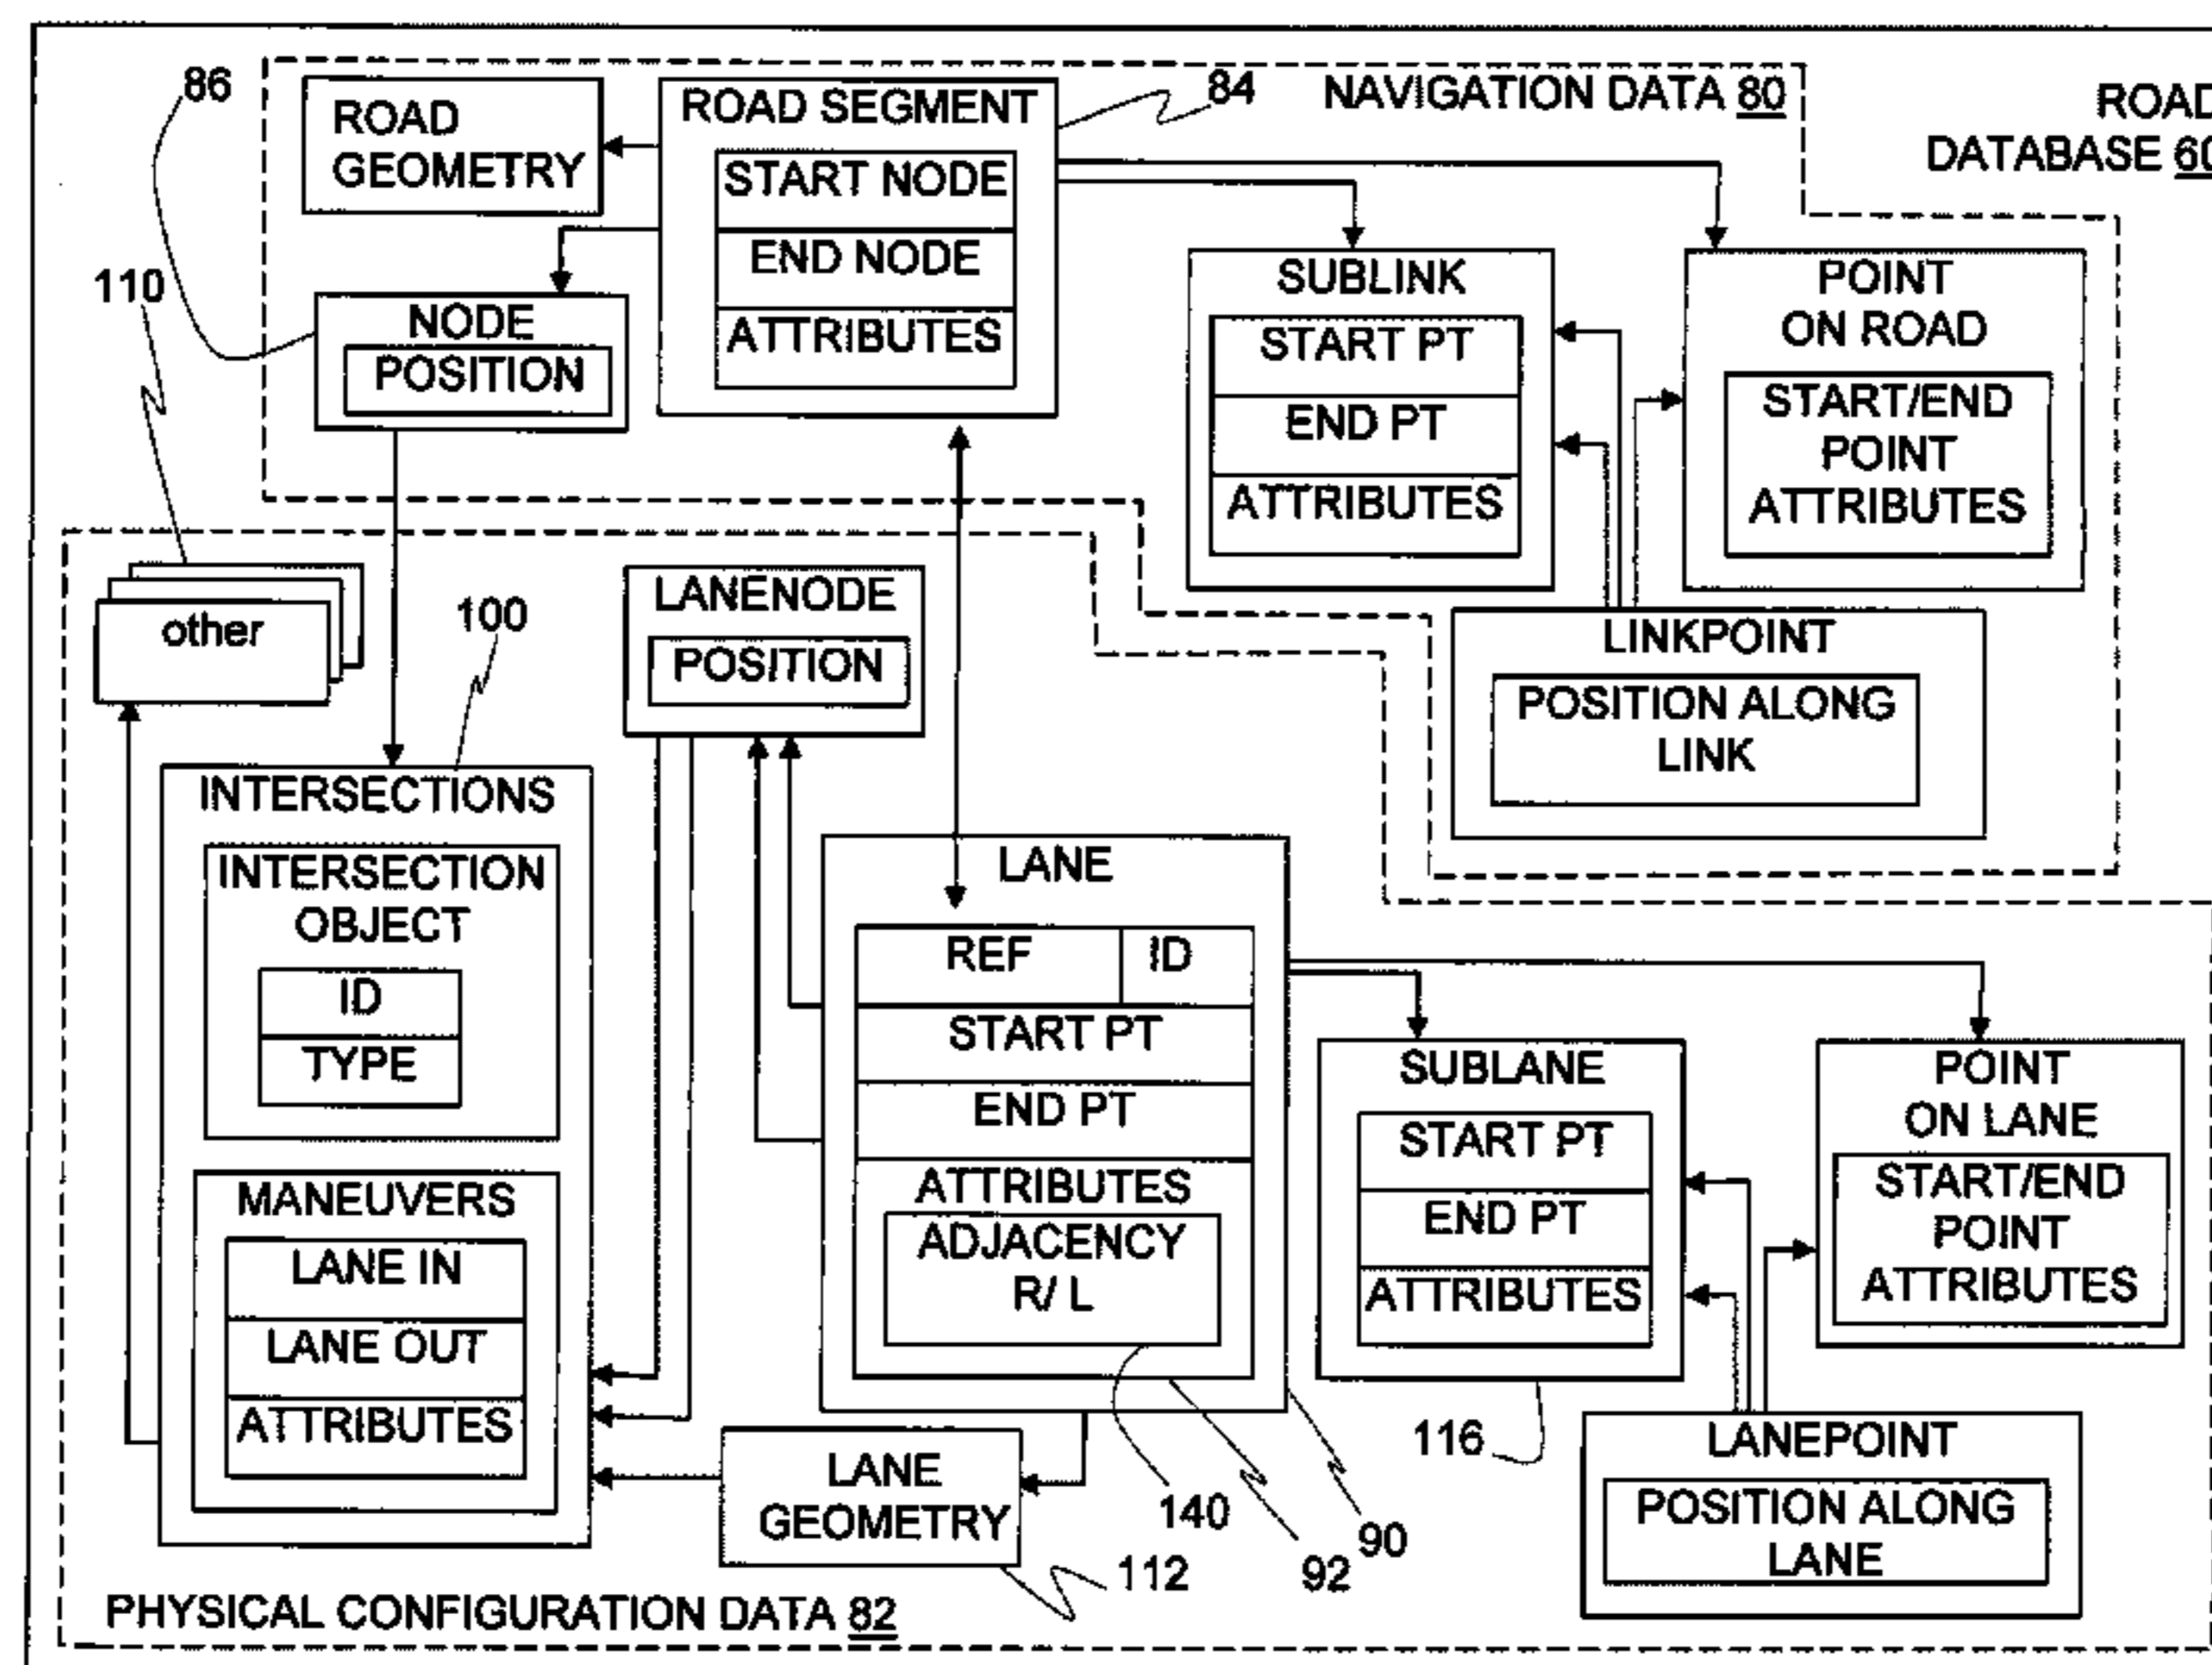 86
ROAD
GEOMETRY
ROAD SEGMENT
START NODE
END NODE
ATTRIBUTES
84
NAVIGATION DATA 80
ROAD
DATABASE 60
110
NODE
POSITION
SUBLINK
START PT
END PT
ATTRIBUTES
POINT
ON ROAD
START/END
POINT
ATTRIBUTES
LINKPOINT
POSITION ALONG
LINK
other
100
LANENODE
POSITION
INTERSECTIONS
INTERSECTION
OBJECT
ID
TYPE
MANEUVERS
LANE IN
LANE OUT
ATTRIBUTES
LANE
REF
ID
START PT
END PT
ATTRIBUTES
ADJACENCY
R/ L
SUBLANE
START PT
END PT
ATTRIBUTES
POINT
ON LANE
START/END
POINT
ATTRIBUTES
116
LANEPOINT
POSITION ALONG
LANE
LANE
GEOMETRY
140
90
92
112
PHYSICAL CONFIGURATION DATA 82